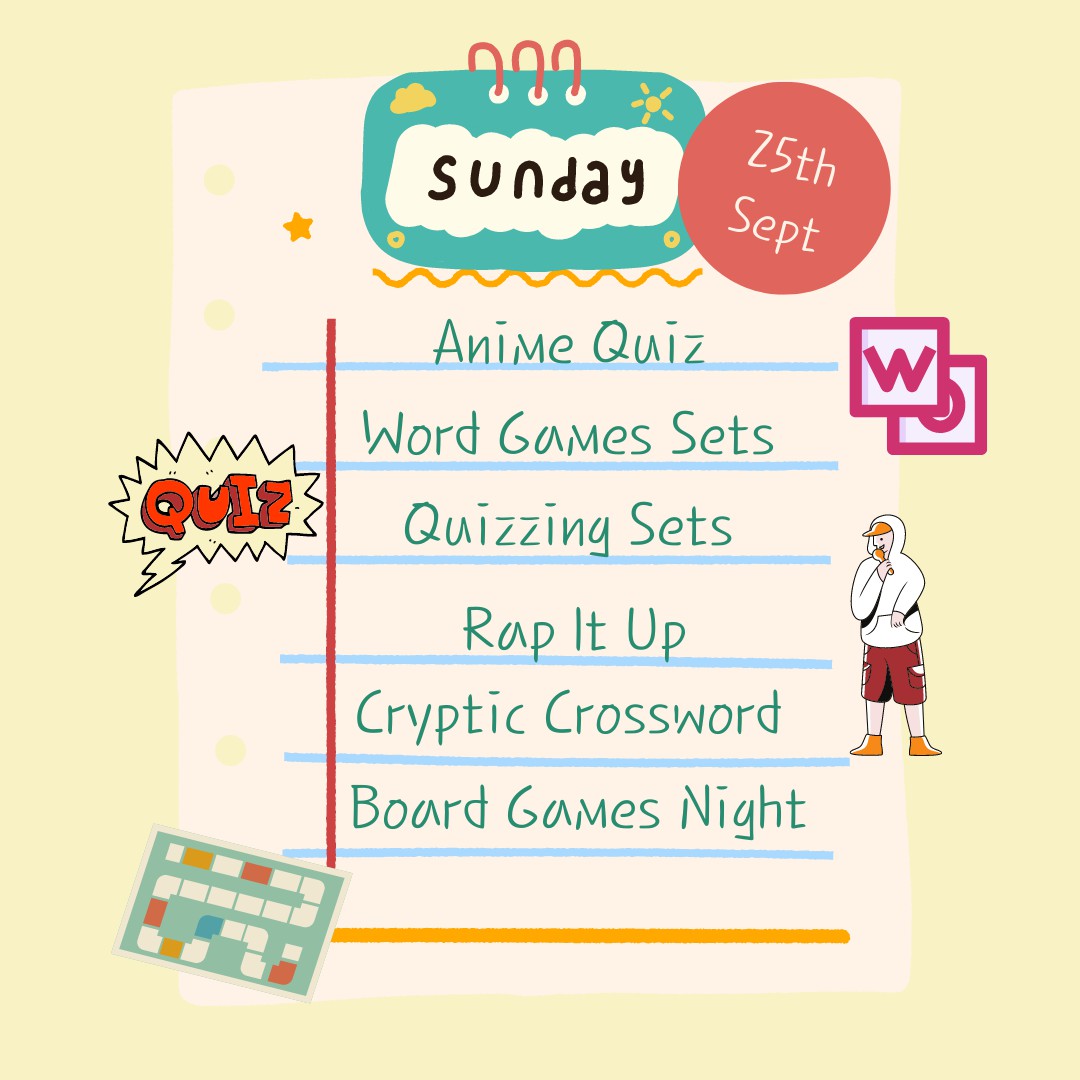 sunday
25th
Sept
Anime Quiz
Word Games Sets
W
O
Quizzing Sets
QUIZ
Rap It Up
Cryptic Crossword
Board Games Night